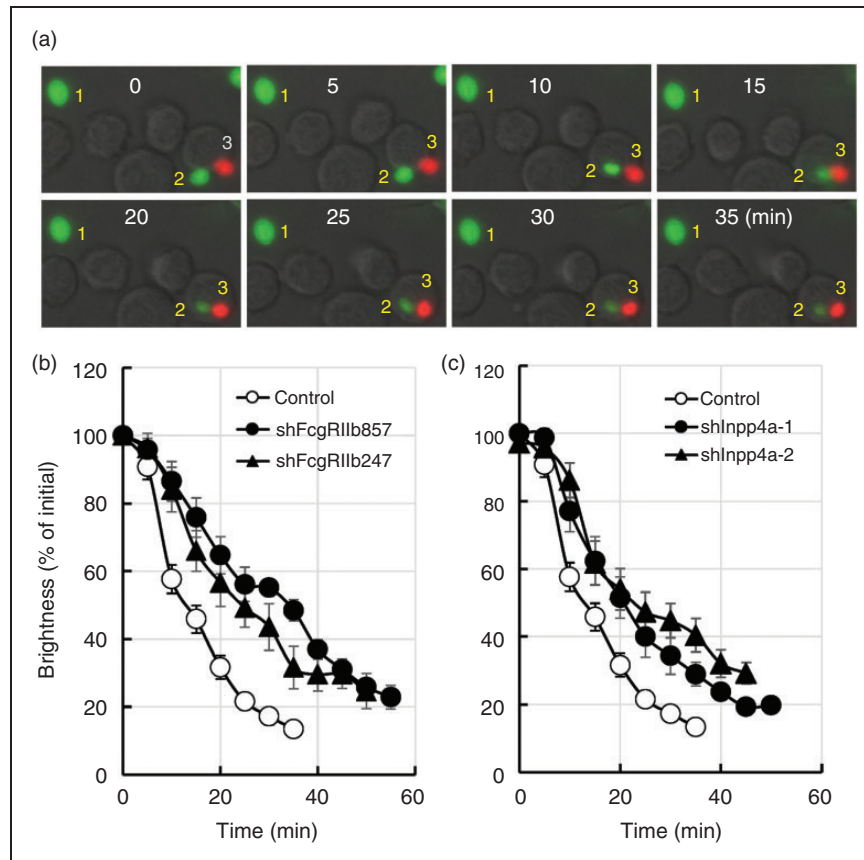 (a)
0 5 10 15
1 1 1 1
3 3 3 3
2 2 2 2
20 25 30 35 (min)
1 1 1 1
3 3 3 3
2 2 2 2
(b)
120
100
80
60
40
20
0
0 20 40 60
Brightness (% of initial)
Time (min)
Control
shFcgRIIb857
shFcgRIIb247
(c)
120
100
80
60
40
20
0
0 20 40 60
Time (min)
Control
shInpp4a-1
shInpp4a-2